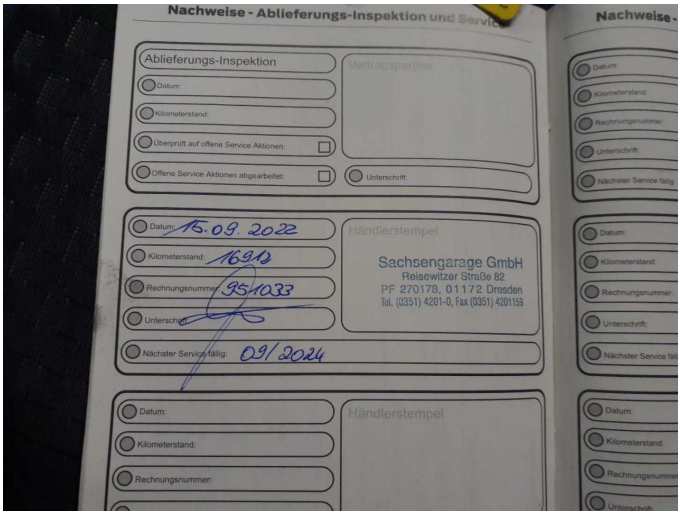 Nachweise - Ablieferungs-Inspektion und Service
Ablieferungs-Inspektion
Vertragspartner
Datum:
Kilometerstand:
Überprüft auf offene Service Aktionen:
Offene Service Aktionen abgearbeitet:
Unterschrift:
Datum: 15.09.2022
Händlerstempel
Kilometerstand: 16912
Rechnungsnummer: 951033
Unterschrift:
Nächster Service fällig: 09/2024
Sachsengarage GmbH
Reisewitzer Straße 82
PF 270178, 01172 Dresden
Tel. (0351) 4201-0, Fax (0351) 4201159
Datum:
Händlerstempel
Kilometerstand:
Rechnungsnummer:
Nachweise -
Datum:
Kilometerstand:
Rechnungsnummer:
Unterschrift:
Nächster Service fällig:
Datum:
Kilometerstand:
Rechnungsnummer:
Unterschrift:
Nächster Service fäl
Datum:
Kilometerstand:
Rechnungsnummer
Unterschrift: